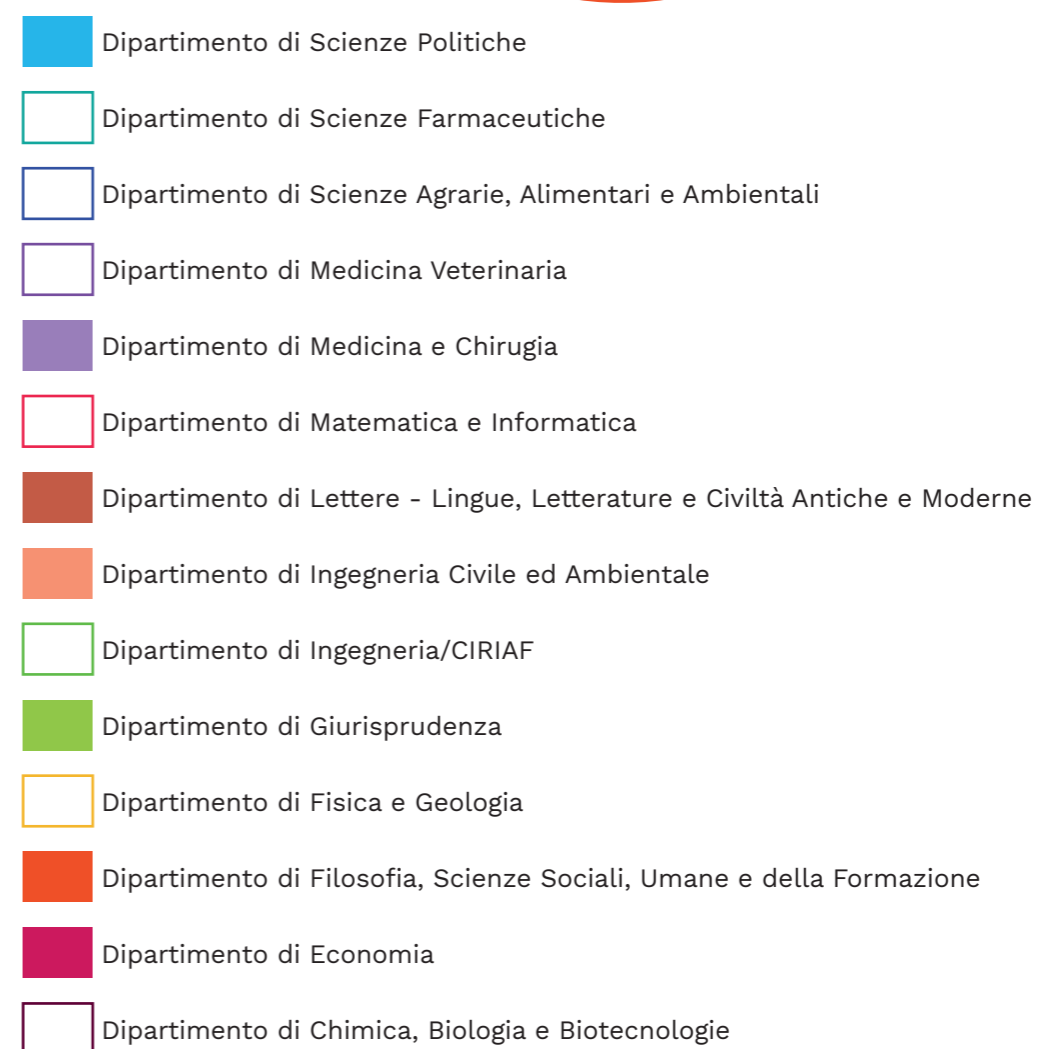 Dipartimento di Scienze Politiche
Dipartimento di Scienze Farmaceutiche
Dipartimento di Scienze Agrarie, Alimentari e Ambientali
Dipartimento di Medicina Veterinaria
Dipartimento di Medicina e Chirugia
Dipartimento di Matematica e Informatica
Dipartimento di Lettere - Lingue, Letterature e Civiltà Antiche e Moderne
Dipartimento di Ingegneria Civile ed Ambientale
Dipartimento di Ingegneria/CIRIAF
Dipartimento di Giurisprudenza
Dipartimento di Fisica e Geologia
Dipartimento di Filosofia, Scienze Sociali, Umane e della Formazione
Dipartimento di Economia
Dipartimento di Chimica, Biologia e Biotecnologie